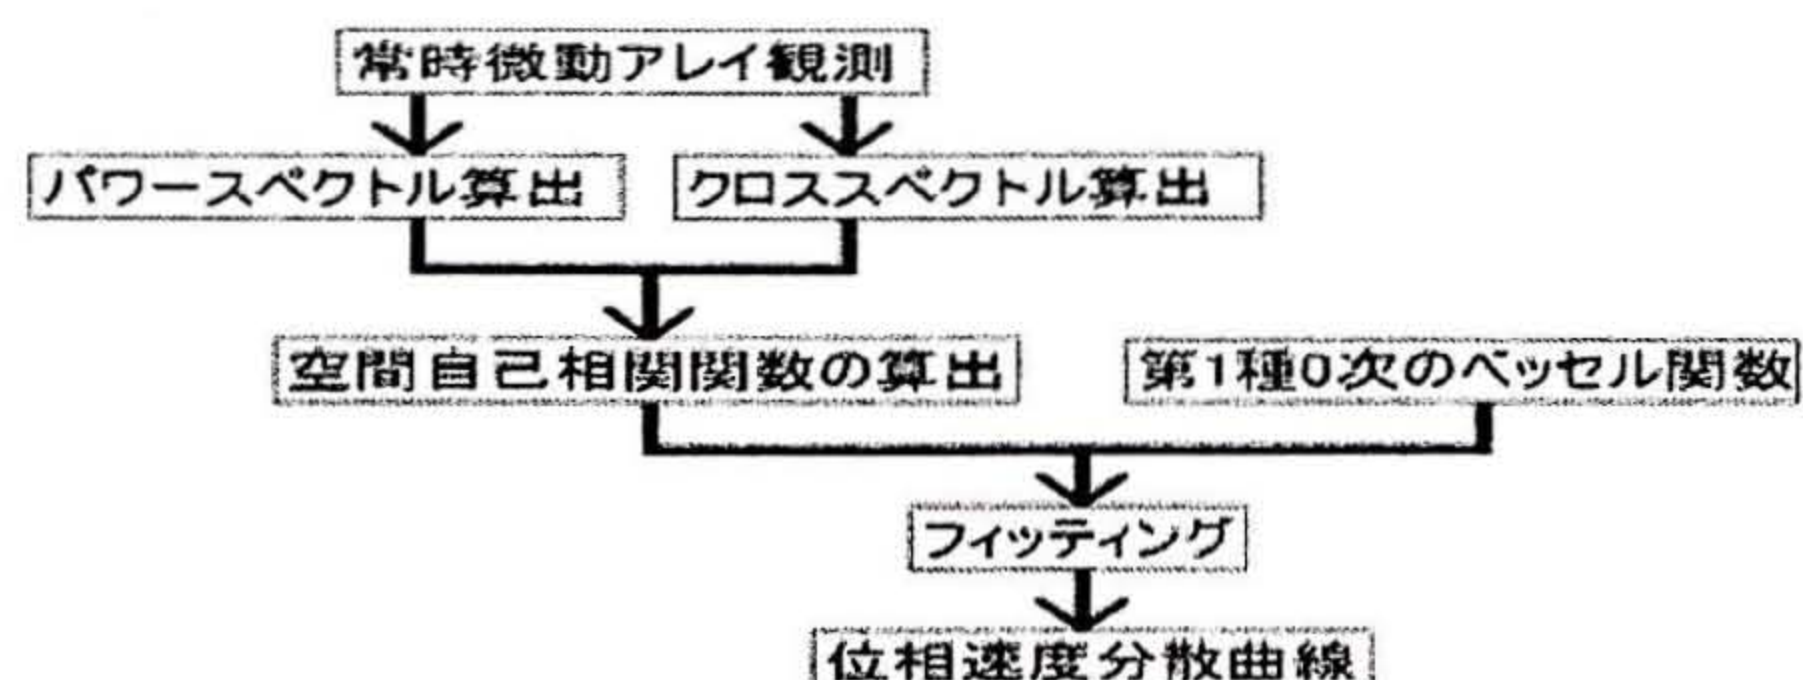 常時微動アレイ観測
パワースペクトル算出
クロススペクトル算出
空間自己相関関数の算出
第1種0次のベッセル関数
フィッティング
位相速度分散曲線